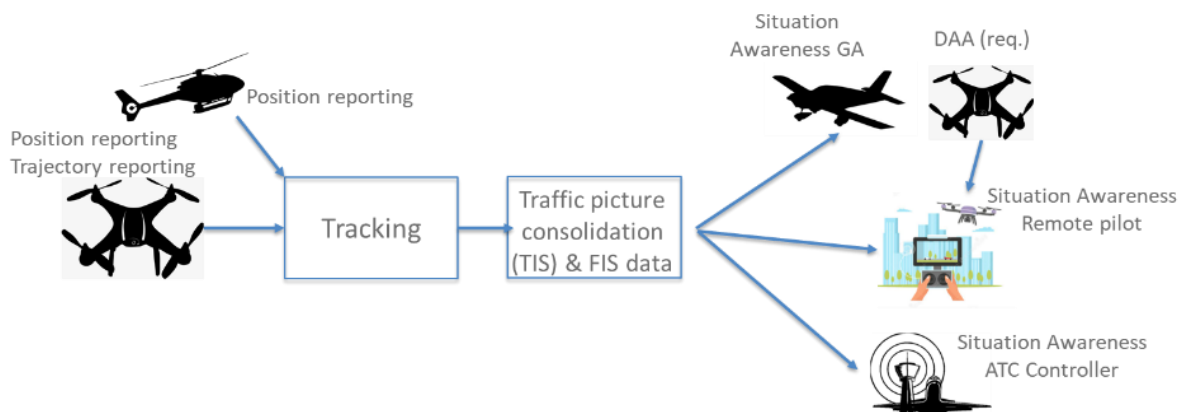 Position reporting
Position reporting
Trajectory reporting
Tracking
Traffic picture
consolidation
(TIS) & FIS data
Situation
Awareness GA
DAA (req.)
Situation Awareness
Remote pilot
Situation Awareness
ATC Controller